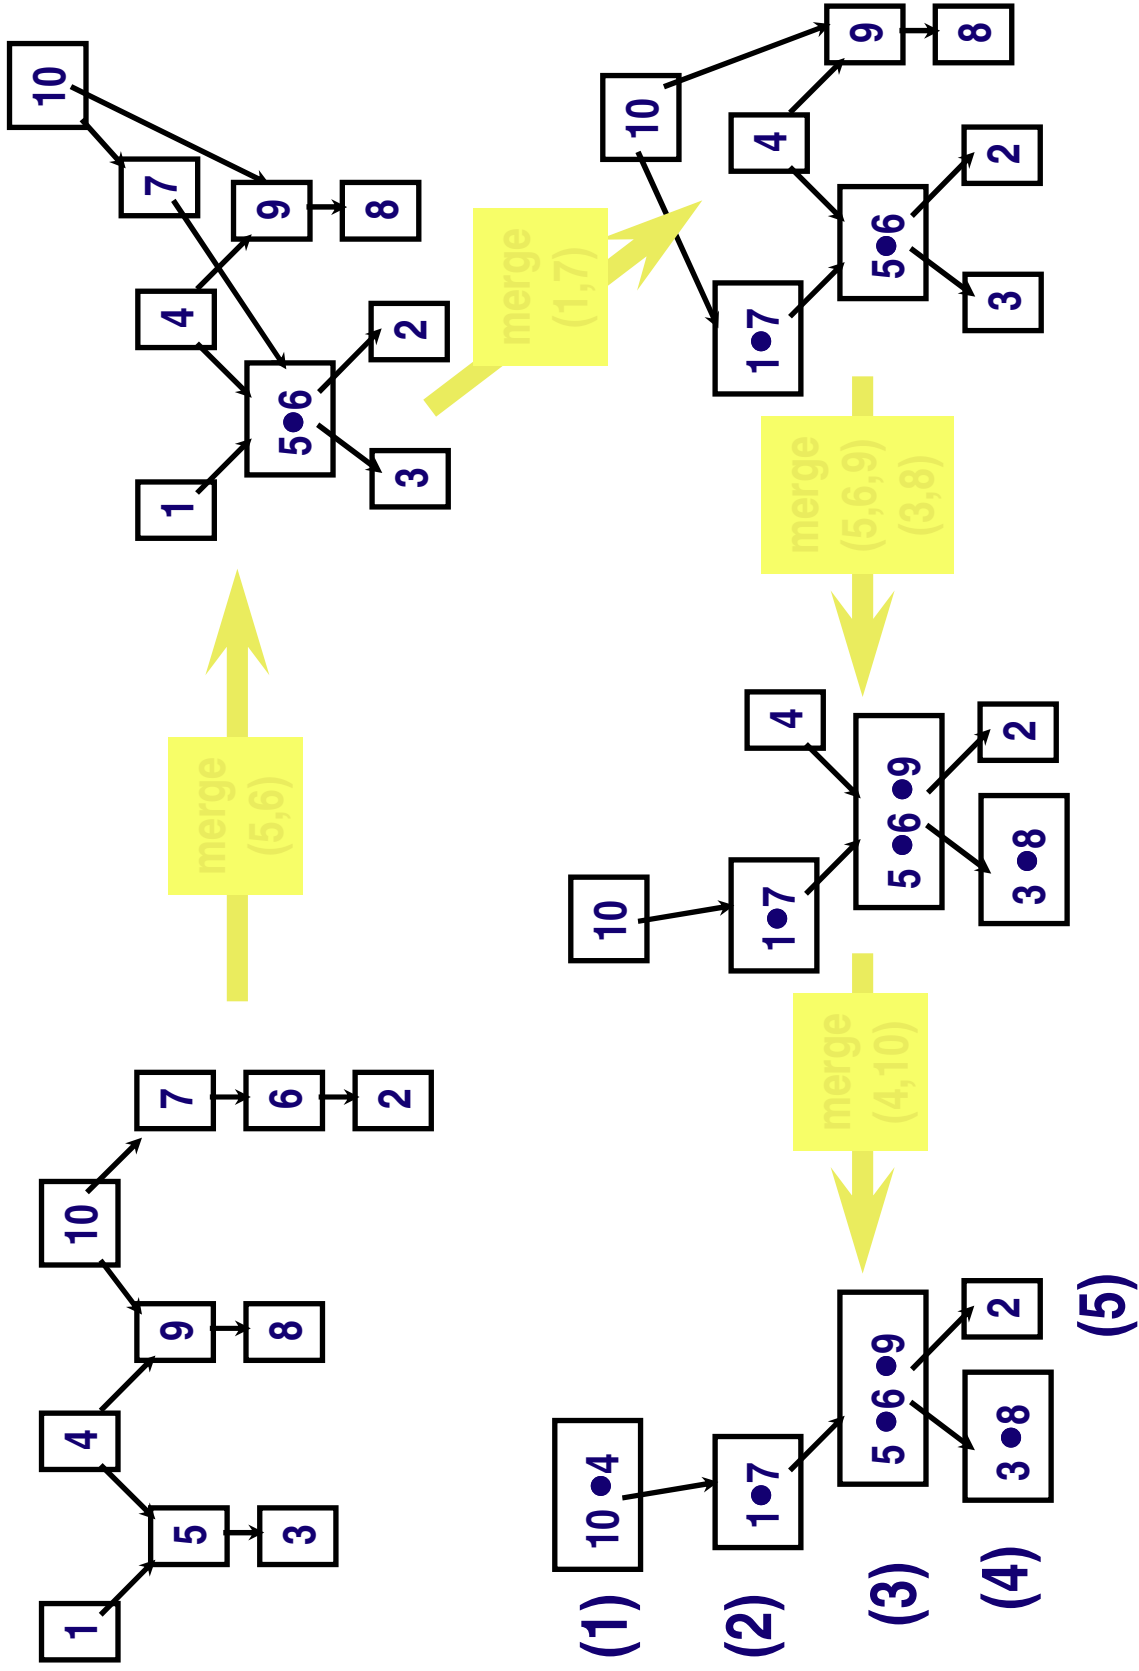 1 4 10
5 9 7
3 8 6
2
merge
(5,6)
10
1 4 7
5●6 9
3 2 8
merge
(1,7)
10
4 9
1●7 8
5●6
3 2
merge
(5,6,9)
(3,8)
10
1●7 4
5●6●9
3●8 2
merge
(4,10)
(1) 10●4
(2) 1●7
(3) 5●6●9
(4) 3●8 2
(5)